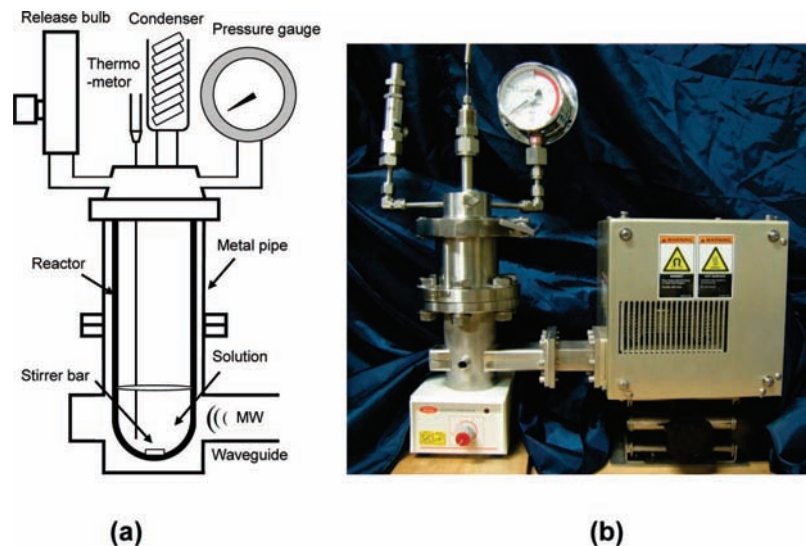 Release bulb
Condenser
Pressure gauge
Thermo
-metor
Reactor
Metal pipe
Solution
Stirrer bar
MW
Waveguide
WARNING
WARNING
(a)
(b)